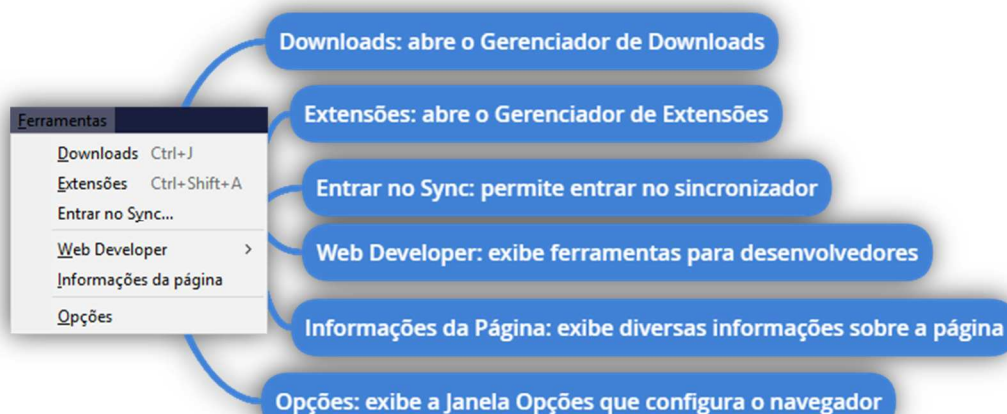 Downloads: abre o Gerenciador de Downloads
Extensões: abre o Gerenciador de Extensões
Ferramentas
Downloads Ctrl+J
Extensões Ctrl+Shift+A
Entrar no Sync...
Web Developer >
Informações da página
Opções
Entrar no Sync: permite entrar no sincronizador
Web Developer: exibe ferramentas para desenvolvedores
Informações da Página: exibe diversas informações sobre a página
Opções: exibe a Janela Opções que configura o navegador